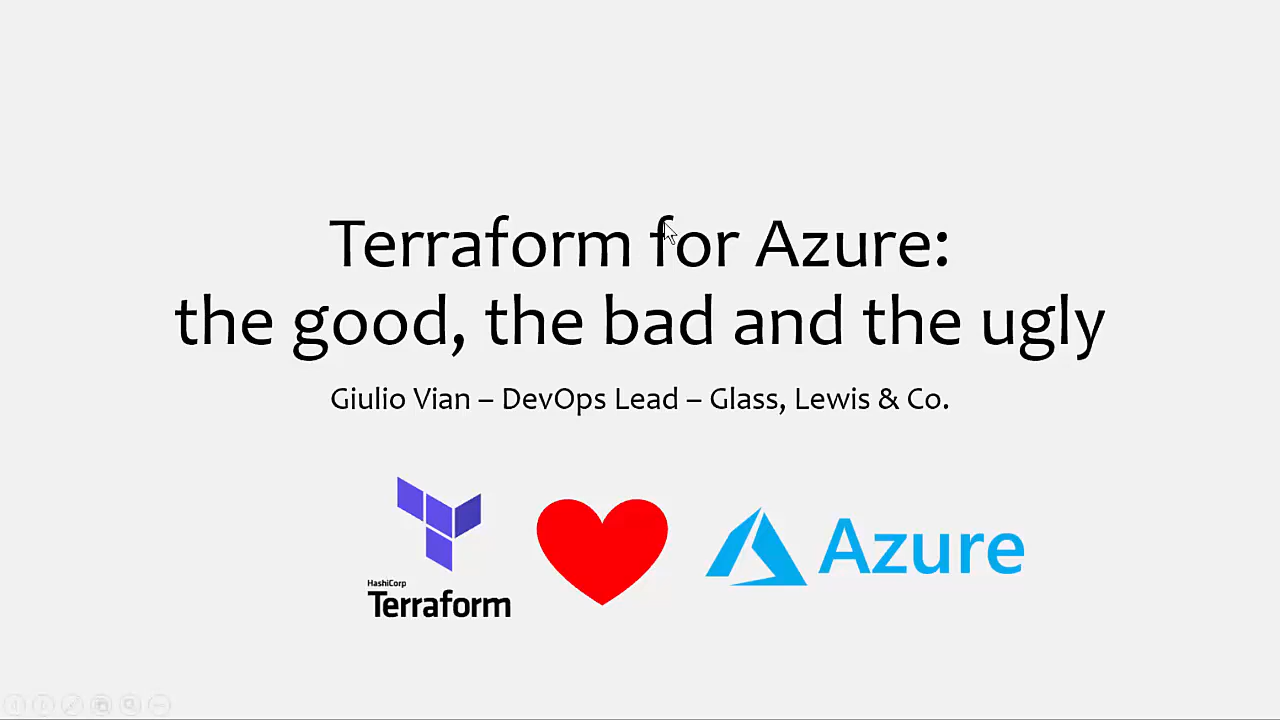 Terraform for Azure:
the good, the bad and the ugly
Giulio Vian – DevOps Lead – Glass, Lewis & Co.
HashiCorp
Terraform
Azure